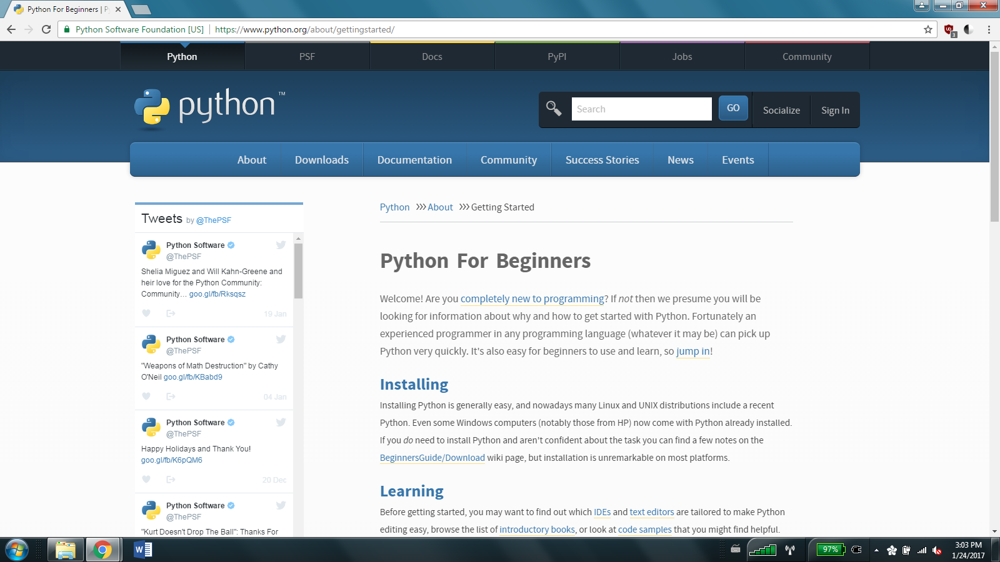 Python For Beginners | Py
Python Software Foundation [US]
https://www.python.org/about/gettingstarted/
3
Python
PSF
Docs
PyPI
Jobs
Community
python™
Search
GO
Socialize
Sign In
About
Downloads
Documentation
Community
Success Stories
News
Events
Tweets by @ThePSF
Python Software
@ThePSF
Shelia Miguez and Will Kahn-Greene and
heir love for the Python Community:
Community… goo.gl/fb/Rksqsz
19 Jan
Python Software
@ThePSF
"Weapons of Math Destruction" by Cathy
O'Neil goo.gl/fb/KBabd9
04 Jan
Python Software
@ThePSF
Happy Holidays and Thank You!
goo.gl/fb/K6pQM6
20 Dec
Python Software
@ThePSF
"Kurt Doesn't Drop The Ball": Thanks For
Python >>> About >>> Getting Started
Python For Beginners
Welcome! Are you completely new to programming? If not then we presume you will be
looking for information about why and how to get started with Python. Fortunately an
experienced programmer in any programming language (whatever it may be) can pick up
Python very quickly. It's also easy for beginners to use and learn, so jump in!
Installing
Installing Python is generally easy, and nowadays many Linux and UNIX distributions include a recent
Python. Even some Windows computers (notably those from HP) now come with Python already installed.
If you do need to install Python and aren't confident about the task you can find a few notes on the
BeginnersGuide/Download wiki page, but installation is unremarkable on most platforms.
Learning
Before getting started, you may want to find out which IDEs and text editors are tailored to make Python
editing easy, browse the list of introductory books, or look at code samples that you might find helpful.
W
97%
3:03 PM
1/24/2017